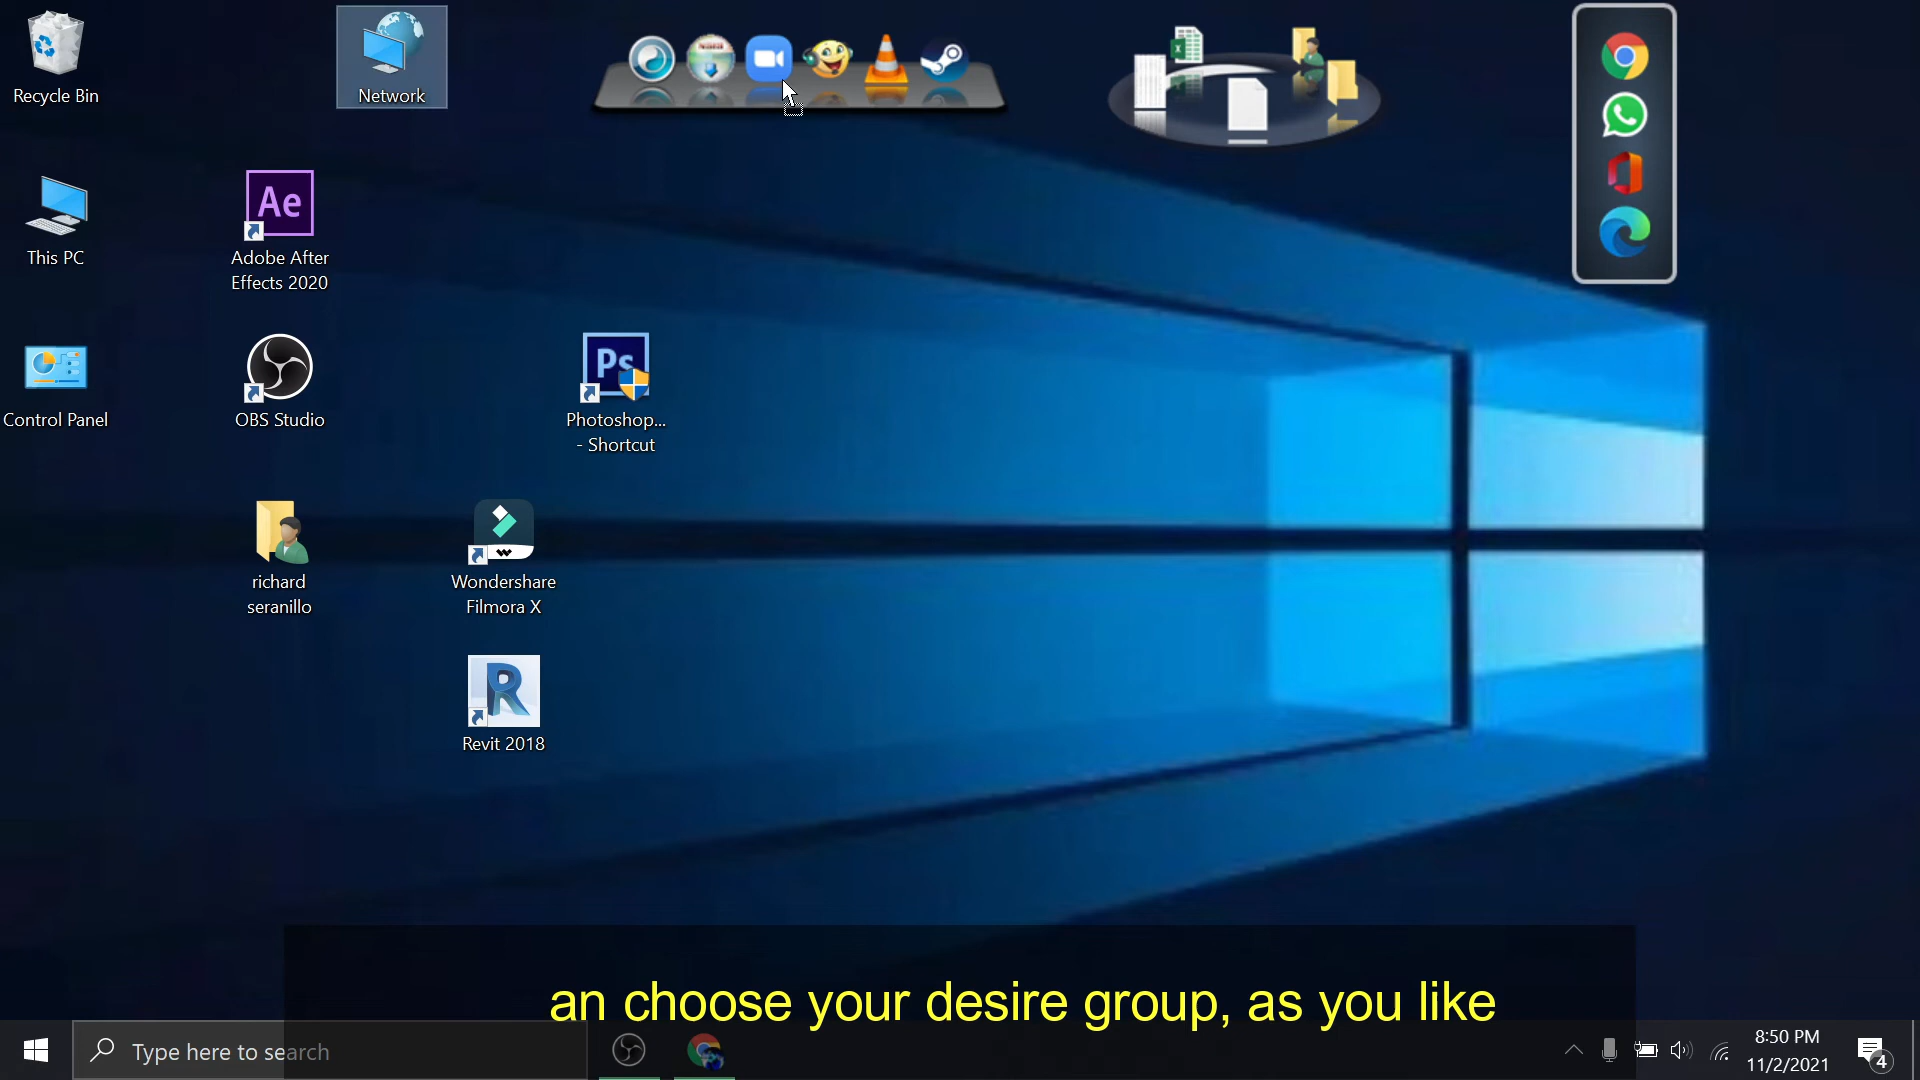 Recycle Bin
Network
This PC
Ae
Adobe After
Effects 2020
Control Panel
OBS Studio
Ps
Photoshop...
- Shortcut
richard
seranillo
Wondershare
Filmora X
R
Revit 2018
an choose your desire group, as you like
Type here to search
8:50 PM
11/2/2021
4